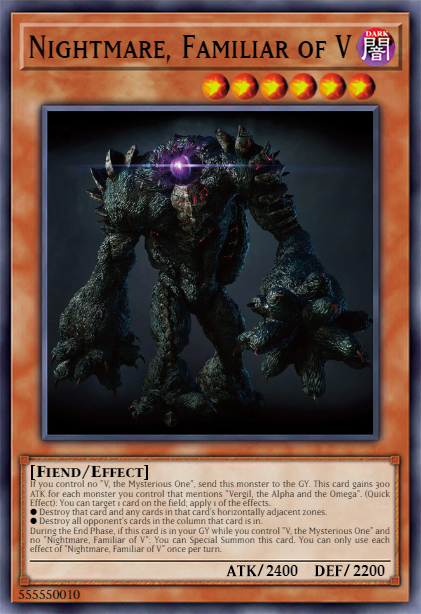 Nightmare, Familiar of V
DARK
闇
[Fiend/Effect]
If you control no "V, the Mysterious One", send this monster to the GY. This card gains 300
ATK for each monster you control that mentions "Vergil, the Alpha and the Omega". (Quick
Effect): You can target 1 card on the field; apply 1 of the effects.
● Destroy that card and any cards in that card's horizontally adjacent zones.
● Destroy all opponent's cards in the column that card is in.
During the End Phase, if this card is in your GY while you control "V, the Mysterious One" and
no "Nightmare, Familiar of V": You can Special Summon this card. You can only use each
effect of "Nightmare, Familiar of V" once per turn.
ATK/2400 DEF/2200
555550010